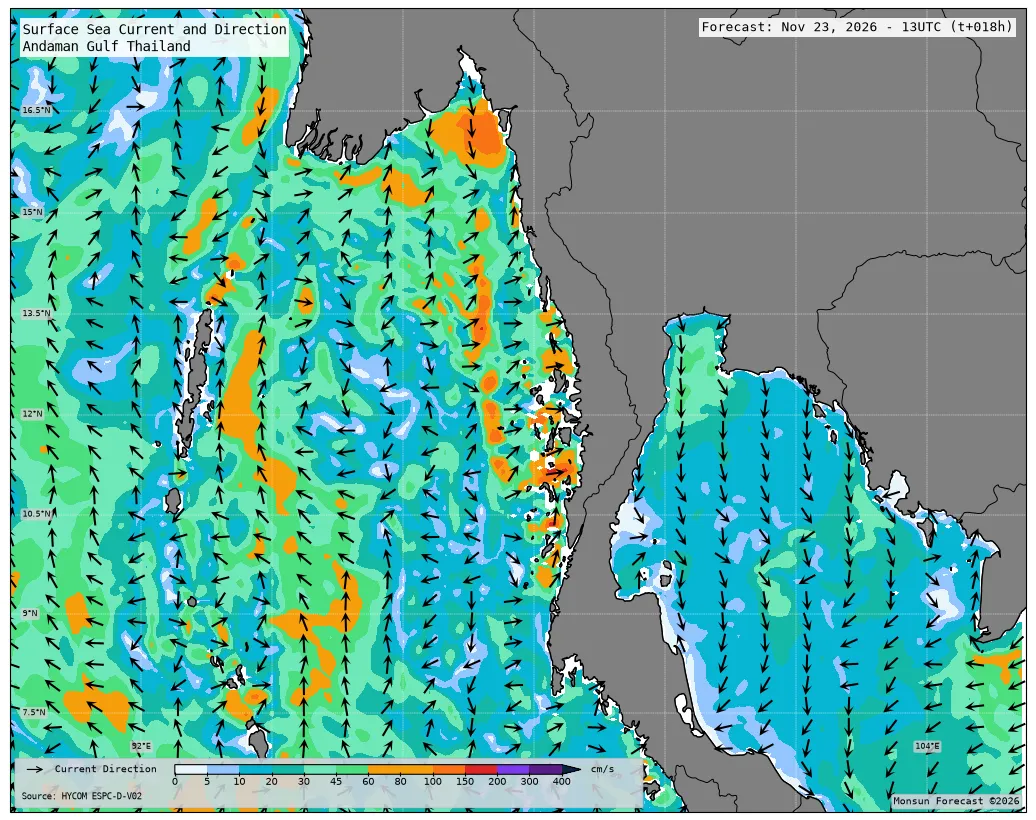 Surface Sea Current and Direction
Andaman Gulf Thailand
Forecast: Nov 23, 2026 - 13UTC (t+018h)
16.5°N
15°N
13.5°N
12°N
10.5°N
9°N
7.5°N
92°E
104°E
Current Direction
cm/s
0 5 10 20 30 45 60 80 100 150 200 300 400
Source: HYCOM ESPC-D-V02
Monsun Forecast ©2026